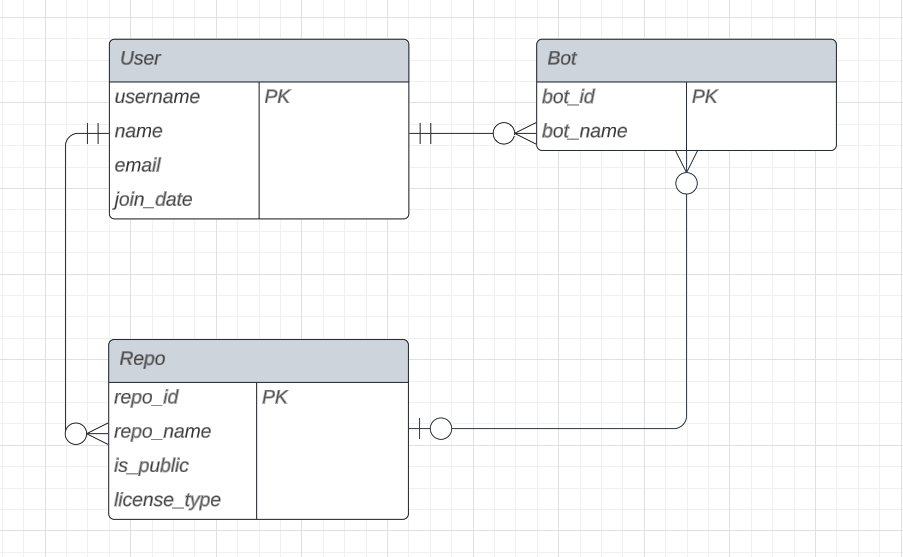 User
username PK
name
email
join_date
Bot
bot_id PK
bot_name
Repo
repo_id PK
repo_name
is_public
license_type